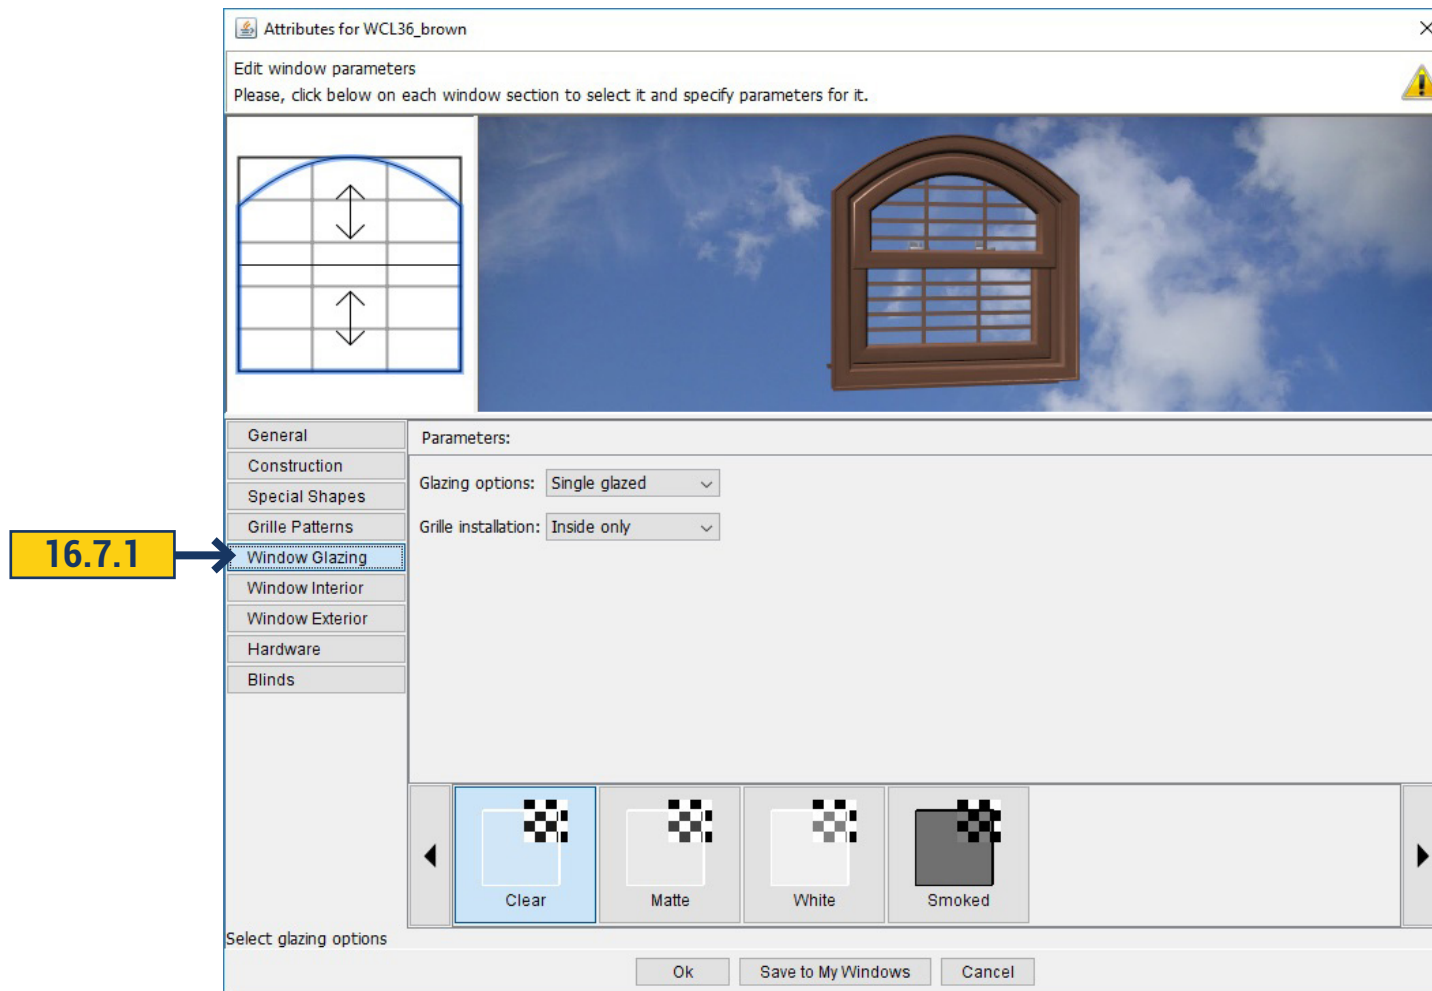 Attributes for WCL36_brown
Edit window parameters
Please, click below on each window section to select it and specify parameters for it.
General
Construction
Special Shapes
Grille Patterns
Window Glazing
Window Interior
Window Exterior
Hardware
Blinds
16.7.1
Parameters:
Glazing options: Single glazed
Grille installation: Inside only
Clear
Matte
White
Smoked
Select glazing options
Ok
Save to My Windows
Cancel